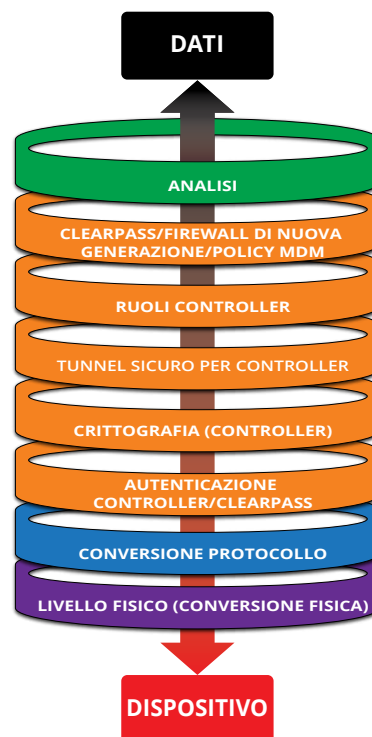 DATI
ANALISI
CLEARPASS/FIREWALL DI NUOVA
GENERAZIONE/POLICY MDM
RUOLI CONTROLLER
TUNNEL SICURO PER CONTROLLER
CRITTOGRAFIA (CONTROLLER)
AUTENTICAZIONE
CONTROLLER/CLEARPASS
CONVERSIONE PROTOCOLLO
LIVELLO FISICO (CONVERSIONE FISICA)
DISPOSITIVO